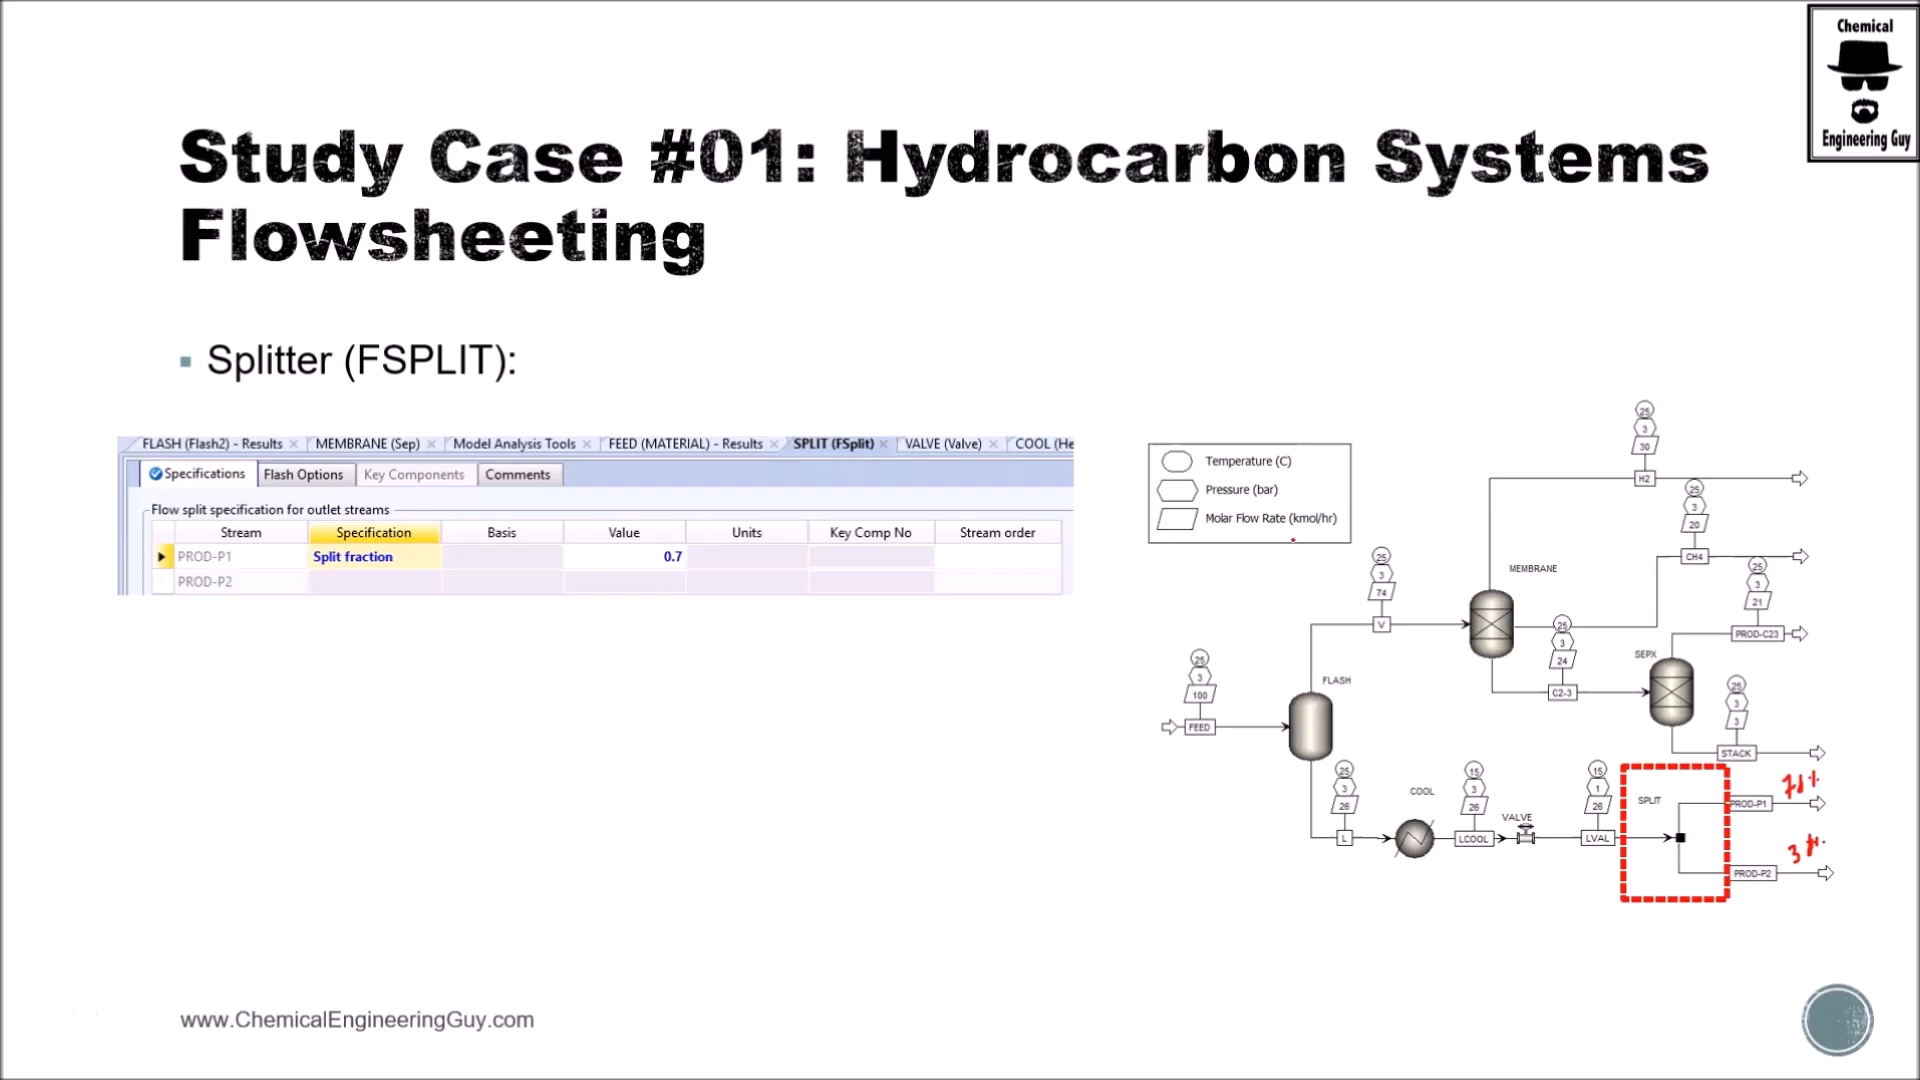 Chemical
Engineering Guy
Study Case #01: Hydrocarbon Systems
Flowsheeting
Splitter (FSPLIT):
FLASH (Flash2) - Results × MEMBRANE (Sep) × Model Analysis Tools × FEED (MATERIAL) - Results × SPLIT (FSplit) × VALVE (Valve) × COOL (He
Specifications Flash Options Key Components Comments
Flow split specification for outlet streams
Stream Specification Basis Value Units Key Comp No Stream order
PROD-P1 Split fraction 0.7
PROD-P2
Temperature (C)
Pressure (bar)
Molar Flow Rate (kmol/hr)
25
3
30
H2
25
3
20
CH4
25
3
21
PROD-C23
25
3
74
V
MEMBRANE
25
3
24
C2-3
SEPX
25
3
3
STACK
25
3
100
FEED
FLASH
25
3
26
L
COOL
15
3
26
LCOOL
VALVE
15
1
26
LVAL
SPLIT
PROD-P1
PROD-P2
www.ChemicalEngineeringGuy.com